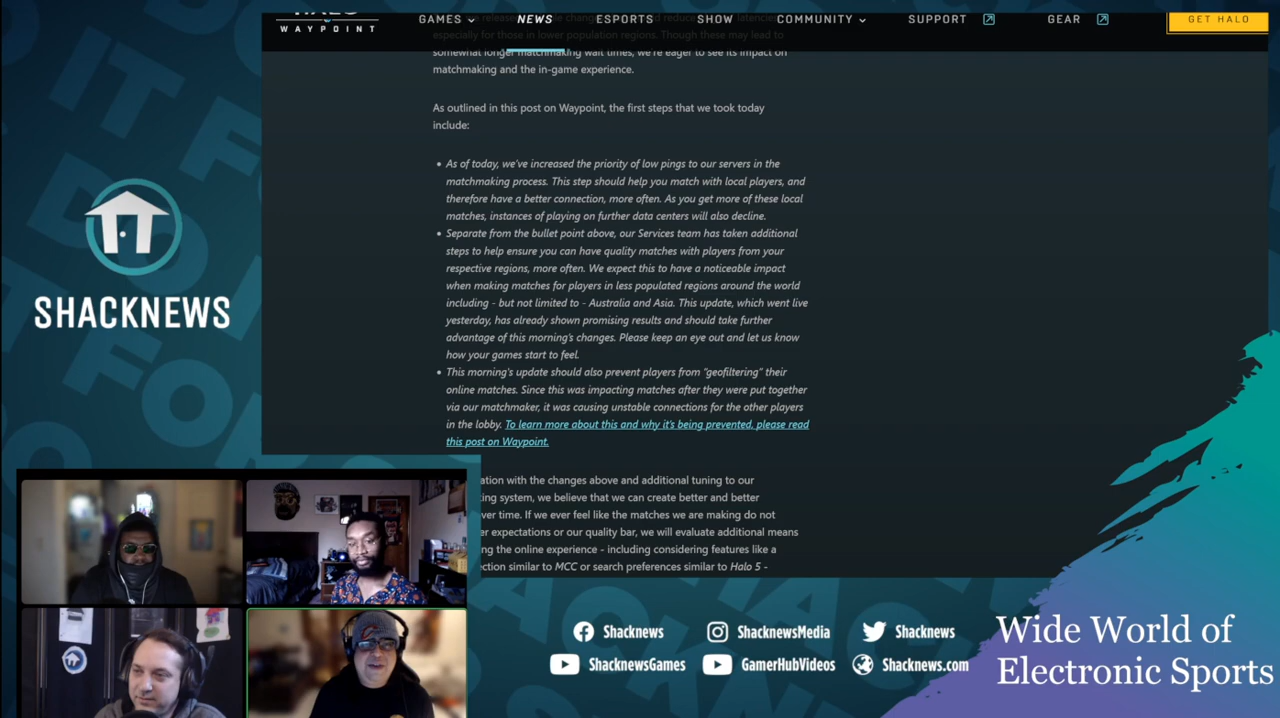 HALO
WAYPOINT
GAMES
NEWS
ESPORTS
SHOW
COMMUNITY
SUPPORT
GEAR
GET HALO
especially for those in lower population regions. Though these may lead to
somewhat longer matchmaking wait times, we're eager to see its impact on
matchmaking and the in-game experience.
As outlined in this post on Waypoint, the first steps that we took today
include:
• As of today, we've increased the priority of low pings to our servers in the
matchmaking process. This step should help you match with local players, and
therefore have a better connection, more often. As you get more of these local
matches, instances of playing on further data centers will also decline.
• Separate from the bullet point above, our Services team has taken additional
steps to help ensure you can have quality matches with players from your
respective regions, more often. We expect this to have a noticeable impact
when making matches for players in less populated regions around the world
including - but not limited to - Australia and Asia. This update, which went live
yesterday, has already shown promising results and should take further
advantage of this morning's changes. Please keep an eye out and let us know
how your games start to feel.
• This morning's update should also prevent players from "geofiltering" their
online matches. Since this was impacting matches after they were put together
via our matchmaker, it was causing unstable connections for the other players
in the lobby. To learn more about this and why it's being prevented, please read
this post on Waypoint.
ation with the changes above and additional tuning to our
king system, we believe that we can create better and better
over time. If we ever feel like the matches we are making do not
er expectations or our quality bar, we will evaluate additional means
ng the online experience - including considering features like a
ection similar to MCC or search preferences similar to Halo 5 -
SHACKNEWS
Shacknews
ShacknewsMedia
Shacknews
ShacknewsGames
GamerHubVideos
Shacknews.com
Wide World of
Electronic Sports